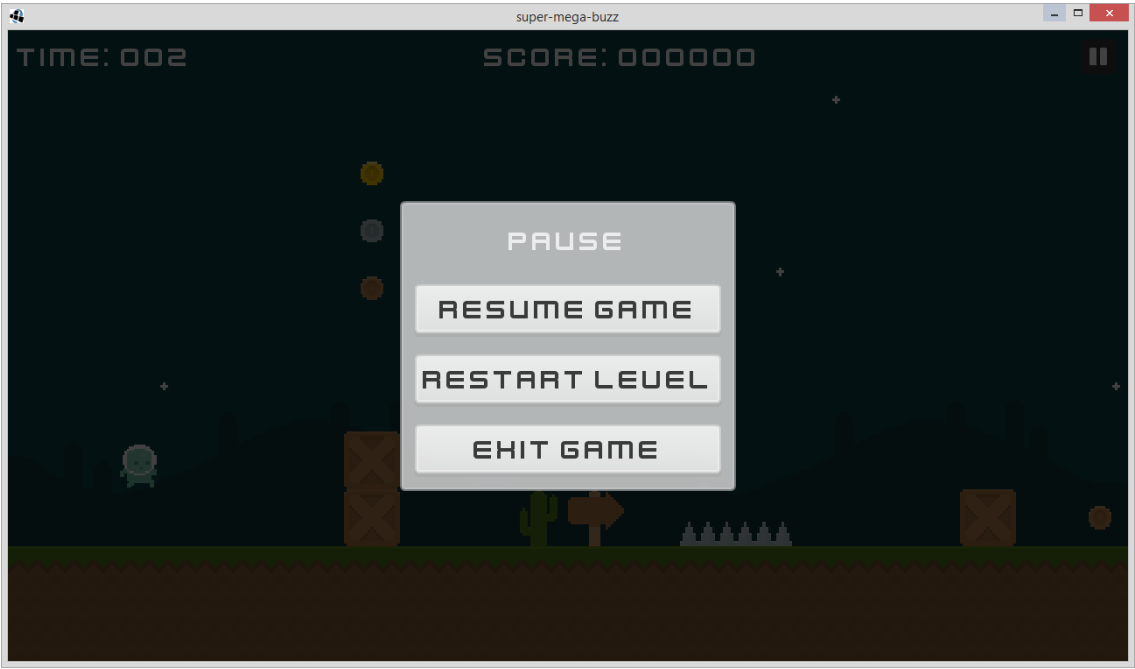 super-mega-buzz
TIME: 002 SCORE: 000000
PAUSE
RESUME GAME
RESTART LEVEL
EXIT GAME